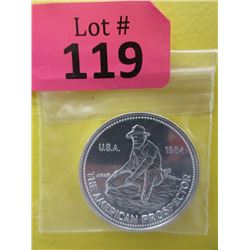 Lot #
119
U.S.A. 1984
THE AMERICAN PROSPECTOR